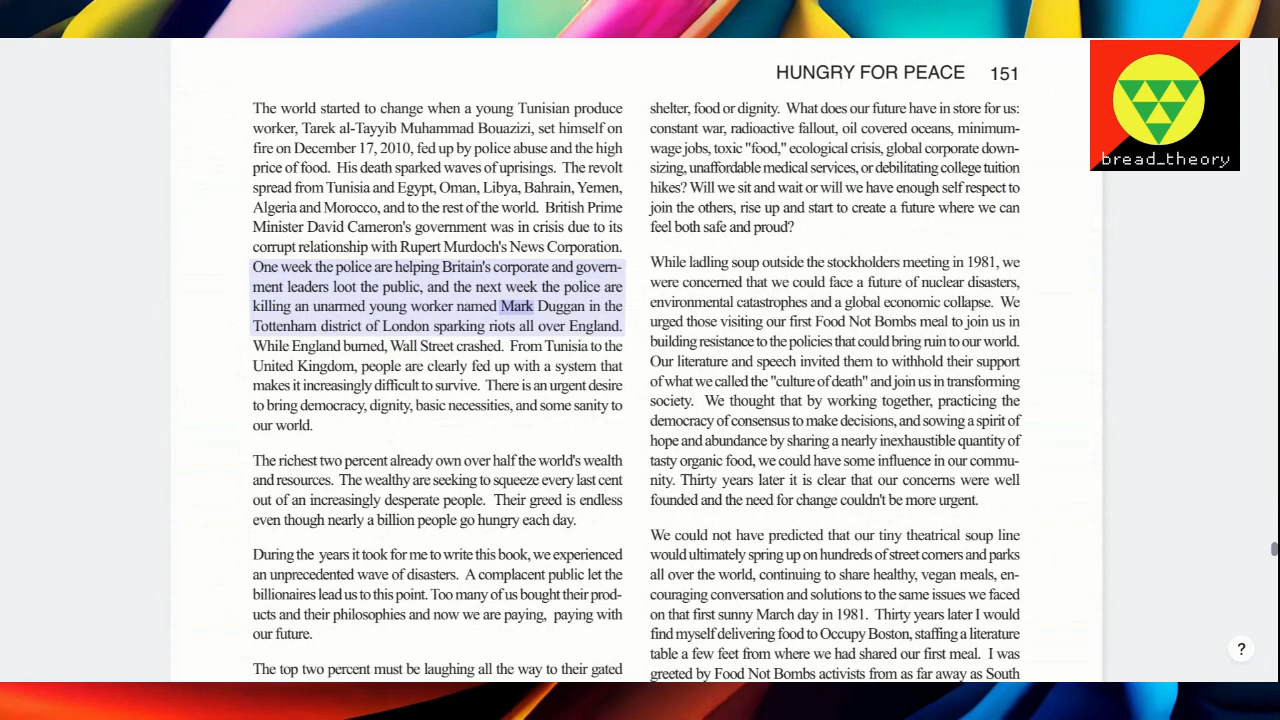 HUNGRY FOR PEACE 151
The world started to change when a young Tunisian produce
worker, Tarek al-Tayyib Muhammad Bouazizi, set himself on
fire on December 17, 2010, fed up by police abuse and the high
price of food. His death sparked waves of uprisings. The revolt
spread from Tunisia and Egypt, Oman, Libya, Bahrain, Yemen,
Algeria and Morocco, and to the rest of the world. British Prime
Minister David Cameron's government was in crisis due to its
corrupt relationship with Rupert Murdoch's News Corporation.
One week the police are helping Britain's corporate and govern-
ment leaders loot the public, and the next week the police are
killing an unarmed young worker named Mark Duggan in the
Tottenham district of London sparking riots all over England.
While England burned, Wall Street crashed. From Tunisia to the
United Kingdom, people are clearly fed up with a system that
makes it increasingly difficult to survive. There is an urgent desire
to bring democracy, dignity, basic necessities, and some sanity to
our world.
The richest two percent already own over half the world's wealth
and resources. The wealthy are seeking to squeeze every last cent
out of an increasingly desperate people. Their greed is endless
even though nearly a billion people go hungry each day.
During the years it took for me to write this book, we experienced
an unprecedented wave of disasters. A complacent public let the
billionaires lead us to this point. Too many of us bought their prod-
ucts and their philosophies and now we are paying, paying with
our future.
The top two percent must be laughing all the way to their gated
shelter, food or dignity. What does our future have in store for us:
constant war, radioactive fallout, oil covered oceans, minimum-
wage jobs, toxic "food," ecological crisis, global corporate down-
sizing, unaffordable medical services, or debilitating college tuition
hikes? Will we sit and wait or will we have enough self respect to
join the others, rise up and start to create a future where we can
feel both safe and proud?
While ladling soup outside the stockholders meeting in 1981, we
were concerned that we could face a future of nuclear disasters,
environmental catastrophes and a global economic collapse. We
urged those visiting our first Food Not Bombs meal to join us in
building resistance to the policies that could bring ruin to our world.
Our literature and speech invited them to withhold their support
of what we called the "culture of death" and join us in transforming
society. We thought that by working together, practicing the
democracy of consensus to make decisions, and sowing a spirit of
hope and abundance by sharing a nearly inexhaustible quantity of
tasty organic food, we could have some influence in our commu-
nity. Thirty years later it is clear that our concerns were well
founded and the need for change couldn't be more urgent.
We could not have predicted that our tiny theatrical soup line
would ultimately spring up on hundreds of street corners and parks
all over the world, continuing to share healthy, vegan meals, en-
couraging conversation and solutions to the same issues we faced
on that first sunny March day in 1981. Thirty years later I would
find myself delivering food to Occupy Boston, staffing a literature
table a few feet from where we had shared our first meal. I was
greeted by Food Not Bombs activists from as far away as South
bread_theory
?